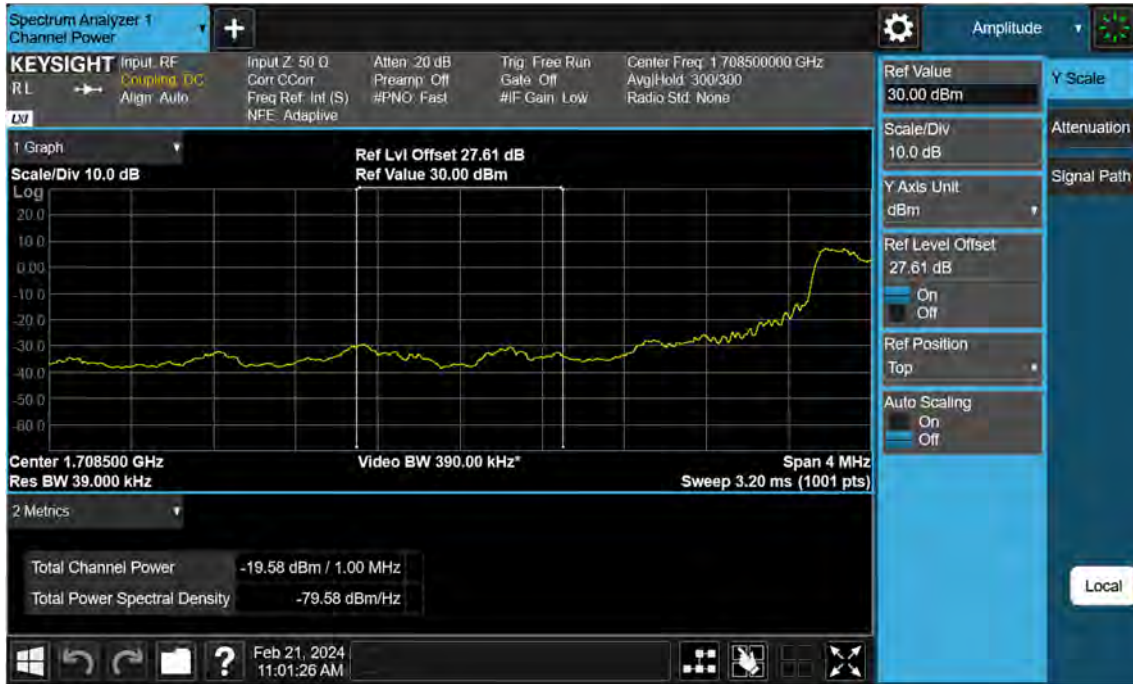 Spectrum Analyzer 1
Channel Power
+
Amplitude
KEYSIGHT
RL
LXI
Input: RF
Coupling: DC
Align: Auto
Input Z: 50 Ω
Corr CCorr
Freq Ref: Int (S)
NFE: Adaptive
Atten: 20 dB
Preamp: Off
#PNO: Fast
Trig: Free Run
Gate: Off
#IF Gain: Low
Center Freq: 1.708500000 GHz
Avg|Hold: 300/300
Radio Std: None
1 Graph
Scale/Div 10.0 dB
Ref Lvl Offset 27.61 dB
Ref Value 30.00 dBm
Log
20.0
10.0
0.00
-10.0
-20.0
-30.0
-40.0
-50.0
-60.0
Center 1.708500 GHz
Res BW 39.000 kHz
Video BW 390.00 kHz*
Span 4 MHz
Sweep 3.20 ms (1001 pts)
2 Metrics
Total Channel Power -19.58 dBm / 1.00 MHz
Total Power Spectral Density -79.58 dBm/Hz
Ref Value
30.00 dBm
Scale/Div
10.0 dB
Y Axis Unit
dBm
Ref Level Offset
27.61 dB
On
Off
Ref Position
Top
Auto Scaling
On
Off
Y Scale
Attenuation
Signal Path
Local
?
Feb 21, 2024
11:01:26 AM